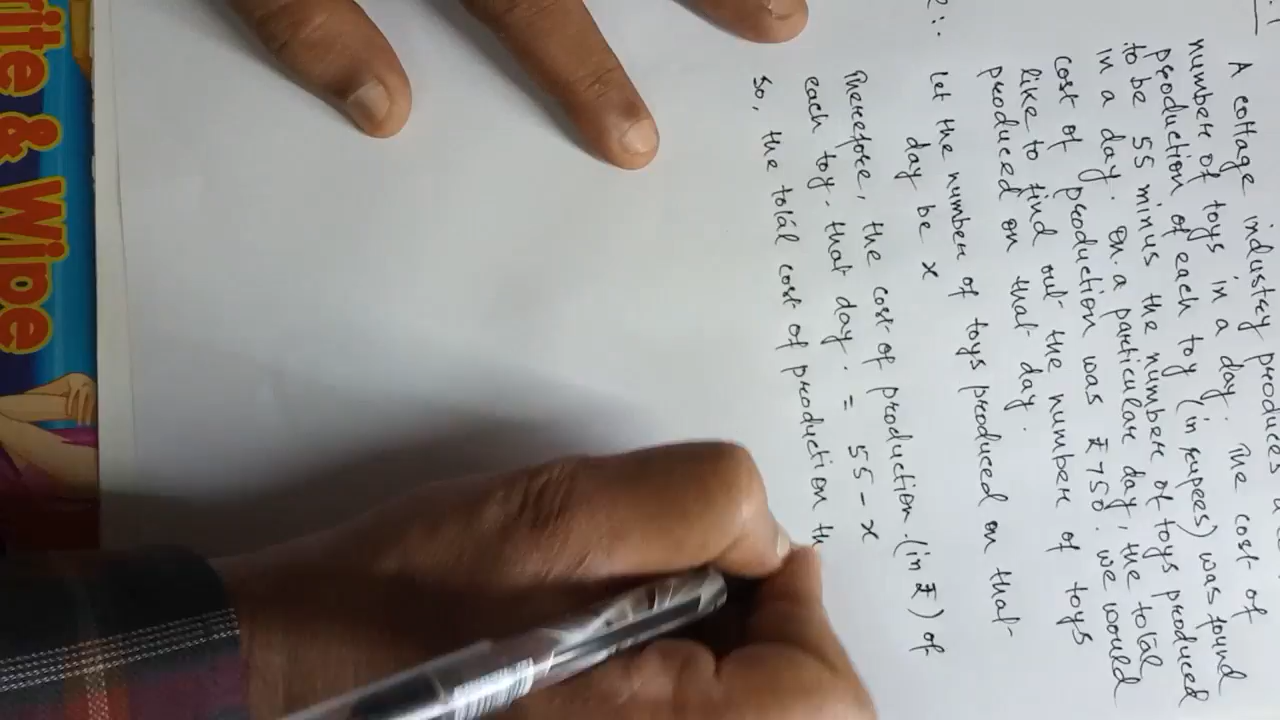 A cottage industry produces
number of toys in a day. The cost of
production of each toy (in rupees) was found
to be 55 minus the number of toys produced
in a day. On a particular day, the total
cost of production was ₹ 750. we would
like to find out the number of toys
produced on that day.
Let the number of toys produced on that
day be x
Therefore, the cost of production (in ₹) of
each toy that day. = 55 - x
So, the total cost of production th
rite & Wipe